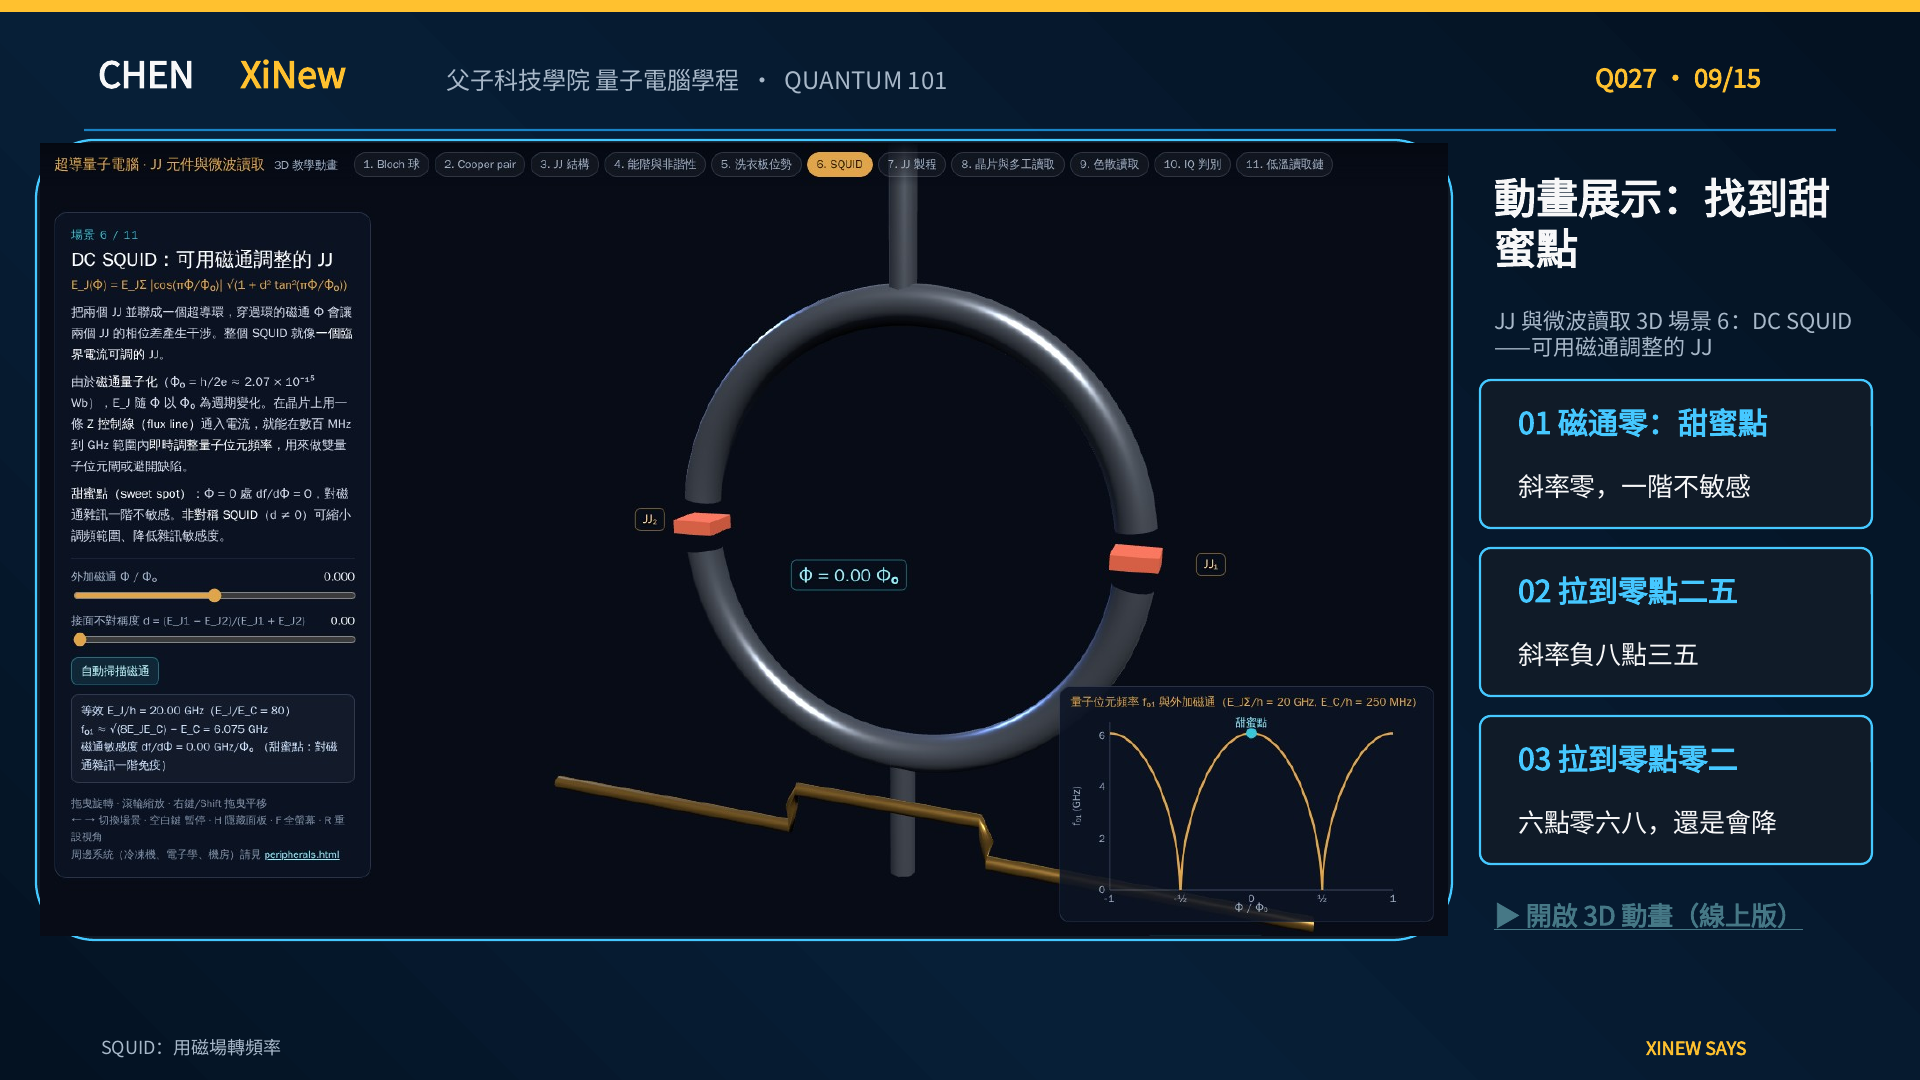 CHEN XiNew 父子科技學院 量子電腦學程 • QUANTUM 101 Q027 • 09/15
超導量子電腦 · JJ 元件與微波讀取 3D 教學動畫 1. Bloch 球 2. Cooper pair 3. JJ 結構 4. 能階與非諧性 5. 洗衣板位勢 6. SQUID 7. JJ 製程 8. 晶片與多工讀取 9. 色散讀取 10. IQ 判別 11. 低溫讀取鏈
場景 6 / 11
DC SQUID：可用磁通調整的 JJ
E_J(Φ) = E_JΣ |cos(πΦ/Φ₀)| √(1 + d² tan²(πΦ/Φ₀))
把兩個 JJ 並聯成一個超導環，穿過環的磁通 Φ 會讓
兩個 JJ 的相位差產生干涉。整個 SQUID 就像一個臨
界電流可調的 JJ。
由於磁通量子化（Φ₀ = h/2e ≈ 2.07 × 10⁻¹⁵
Wb），E_J 隨 Φ 以 Φ₀ 為週期變化。在晶片上用一
條 Z 控制線（flux line）通入電流，就能在數百 MHz
到 GHz 範圍內即時調整量子位元頻率，用來做雙量
子位元閘或避開缺陷。
甜蜜點（sweet spot）：Φ = 0 處 df/dΦ = 0，對磁
通雜訊一階不敏感。非對稱 SQUID（d ≠ 0）可縮小
調頻範圍、降低雜訊敏感度。
外加磁通 Φ / Φ₀ 0.000
接面不對稱度 d = (E_J1 − E_J2)/(E_J1 + E_J2) 0.00
自動掃描磁通
等效 E_J/h = 20.00 GHz（E_J/E_C = 80）
f₀₁ ≈ √(8E_JE_C) − E_C = 6.075 GHz
磁通敏感度 df/dΦ = 0.00 GHz/Φ₀ （甜蜜點：對磁
通雜訊一階免疫）
拖曳旋轉 · 滾輪縮放 · 右鍵/Shift 拖曳平移
← → 切換場景 · 空白鍵 暫停 · H 隱藏面板 · F 全螢幕 · R 重
設視角
周邊系統（冷凍機、電子學、機房）請見 peripherals.html
JJ₂
Φ = 0.00 Φ₀
JJ₁
量子位元頻率 f₀₁ 與外加磁通（E_JΣ/h = 20 GHz, E_C/h = 250 MHz）
甜蜜點
6
4
2
0
f₀₁ (GHz)
-1 -½ 0 ½ 1
Φ / Φ₀
動畫展示：找到甜
蜜點
JJ 與微波讀取 3D 場景 6：DC SQUID
——可用磁通調整的 JJ
01 磁通零：甜蜜點
斜率零，一階不敏感
02 拉到零點二五
斜率負八點三五
03 拉到零點零二
六點零六八，還是會降
▶ 開啟 3D 動畫（線上版）
SQUID：用磁場轉頻率
XINEW SAYS